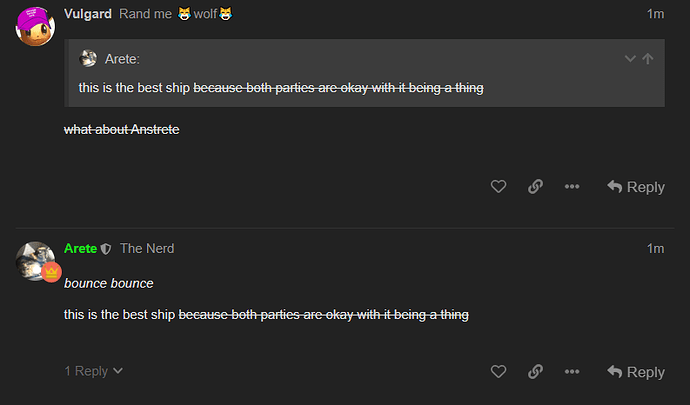 Vulgard Rand me 😹wolf😹 1m
Arete:
this is the best ship because both parties are okay with it being a thing
what about Anstrete
Reply
Arete The Nerd 1m
bounce bounce
this is the best ship because both parties are okay with it being a thing
1 Reply
Reply